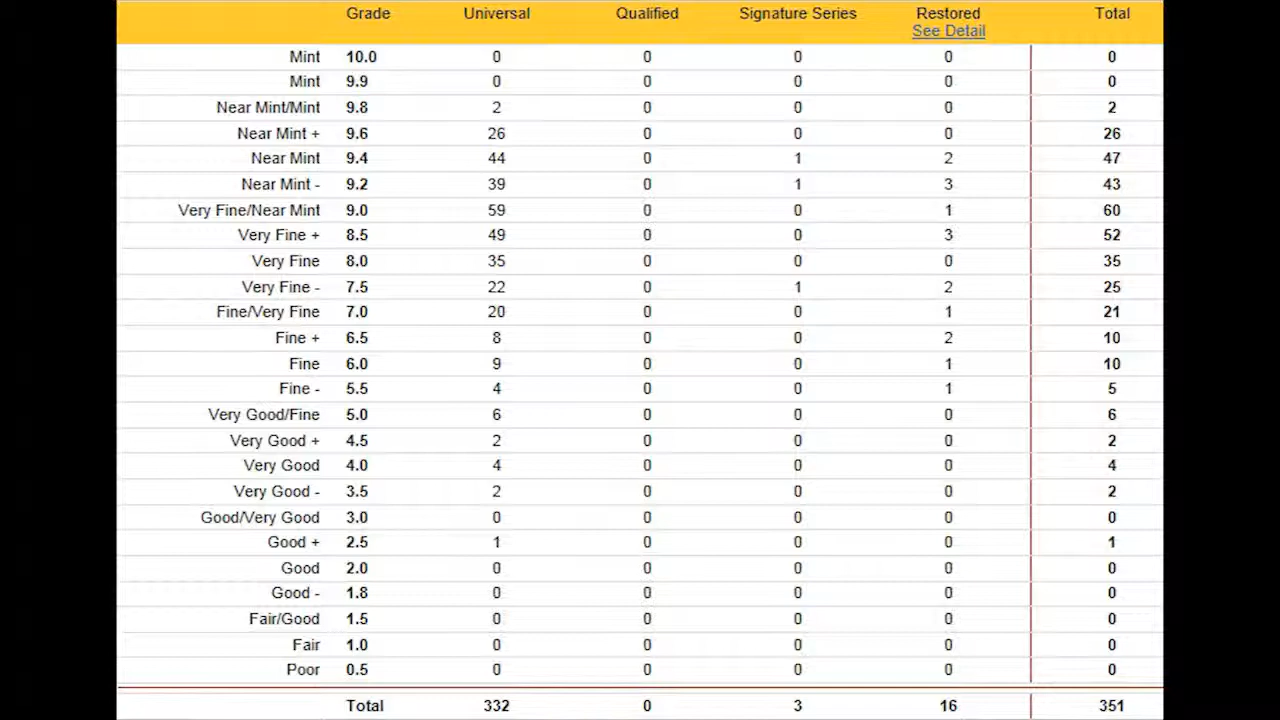 Grade Universal Qualified Signature Series Restored Total
See Detail
Mint 10.0 0 0 0 0 0
Mint 9.9 0 0 0 0 0
Near Mint/Mint 9.8 2 0 0 0 2
Near Mint + 9.6 26 0 0 0 26
Near Mint 9.4 44 0 1 2 47
Near Mint - 9.2 39 0 1 3 43
Very Fine/Near Mint 9.0 59 0 0 1 60
Very Fine + 8.5 49 0 0 3 52
Very Fine 8.0 35 0 0 0 35
Very Fine - 7.5 22 0 1 2 25
Fine/Very Fine 7.0 20 0 0 1 21
Fine + 6.5 8 0 0 2 10
Fine 6.0 9 0 0 1 10
Fine - 5.5 4 0 0 1 5
Very Good/Fine 5.0 6 0 0 0 6
Very Good + 4.5 2 0 0 0 2
Very Good 4.0 4 0 0 0 4
Very Good - 3.5 2 0 0 0 2
Good/Very Good 3.0 0 0 0 0 0
Good + 2.5 1 0 0 0 1
Good 2.0 0 0 0 0 0
Good - 1.8 0 0 0 0 0
Fair/Good 1.5 0 0 0 0 0
Fair 1.0 0 0 0 0 0
Poor 0.5 0 0 0 0 0
Total 332 0 3 16 351